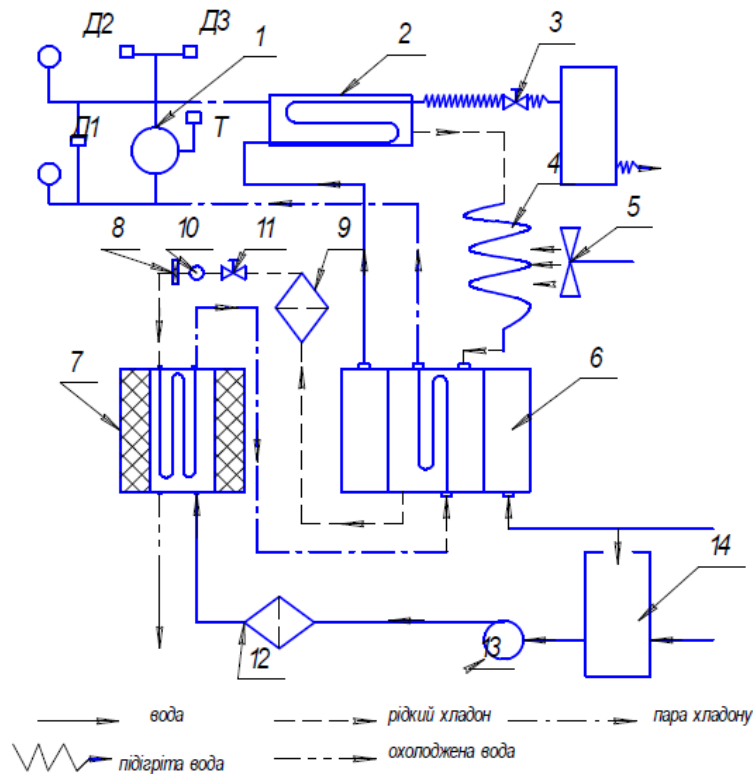 Д2 Д3 1 2 3
Д1 Т
4
5
8 10 11 9
7 6
14
12 13
вода рідкий хладон пара хладону
підігріта вода охолоджена вода